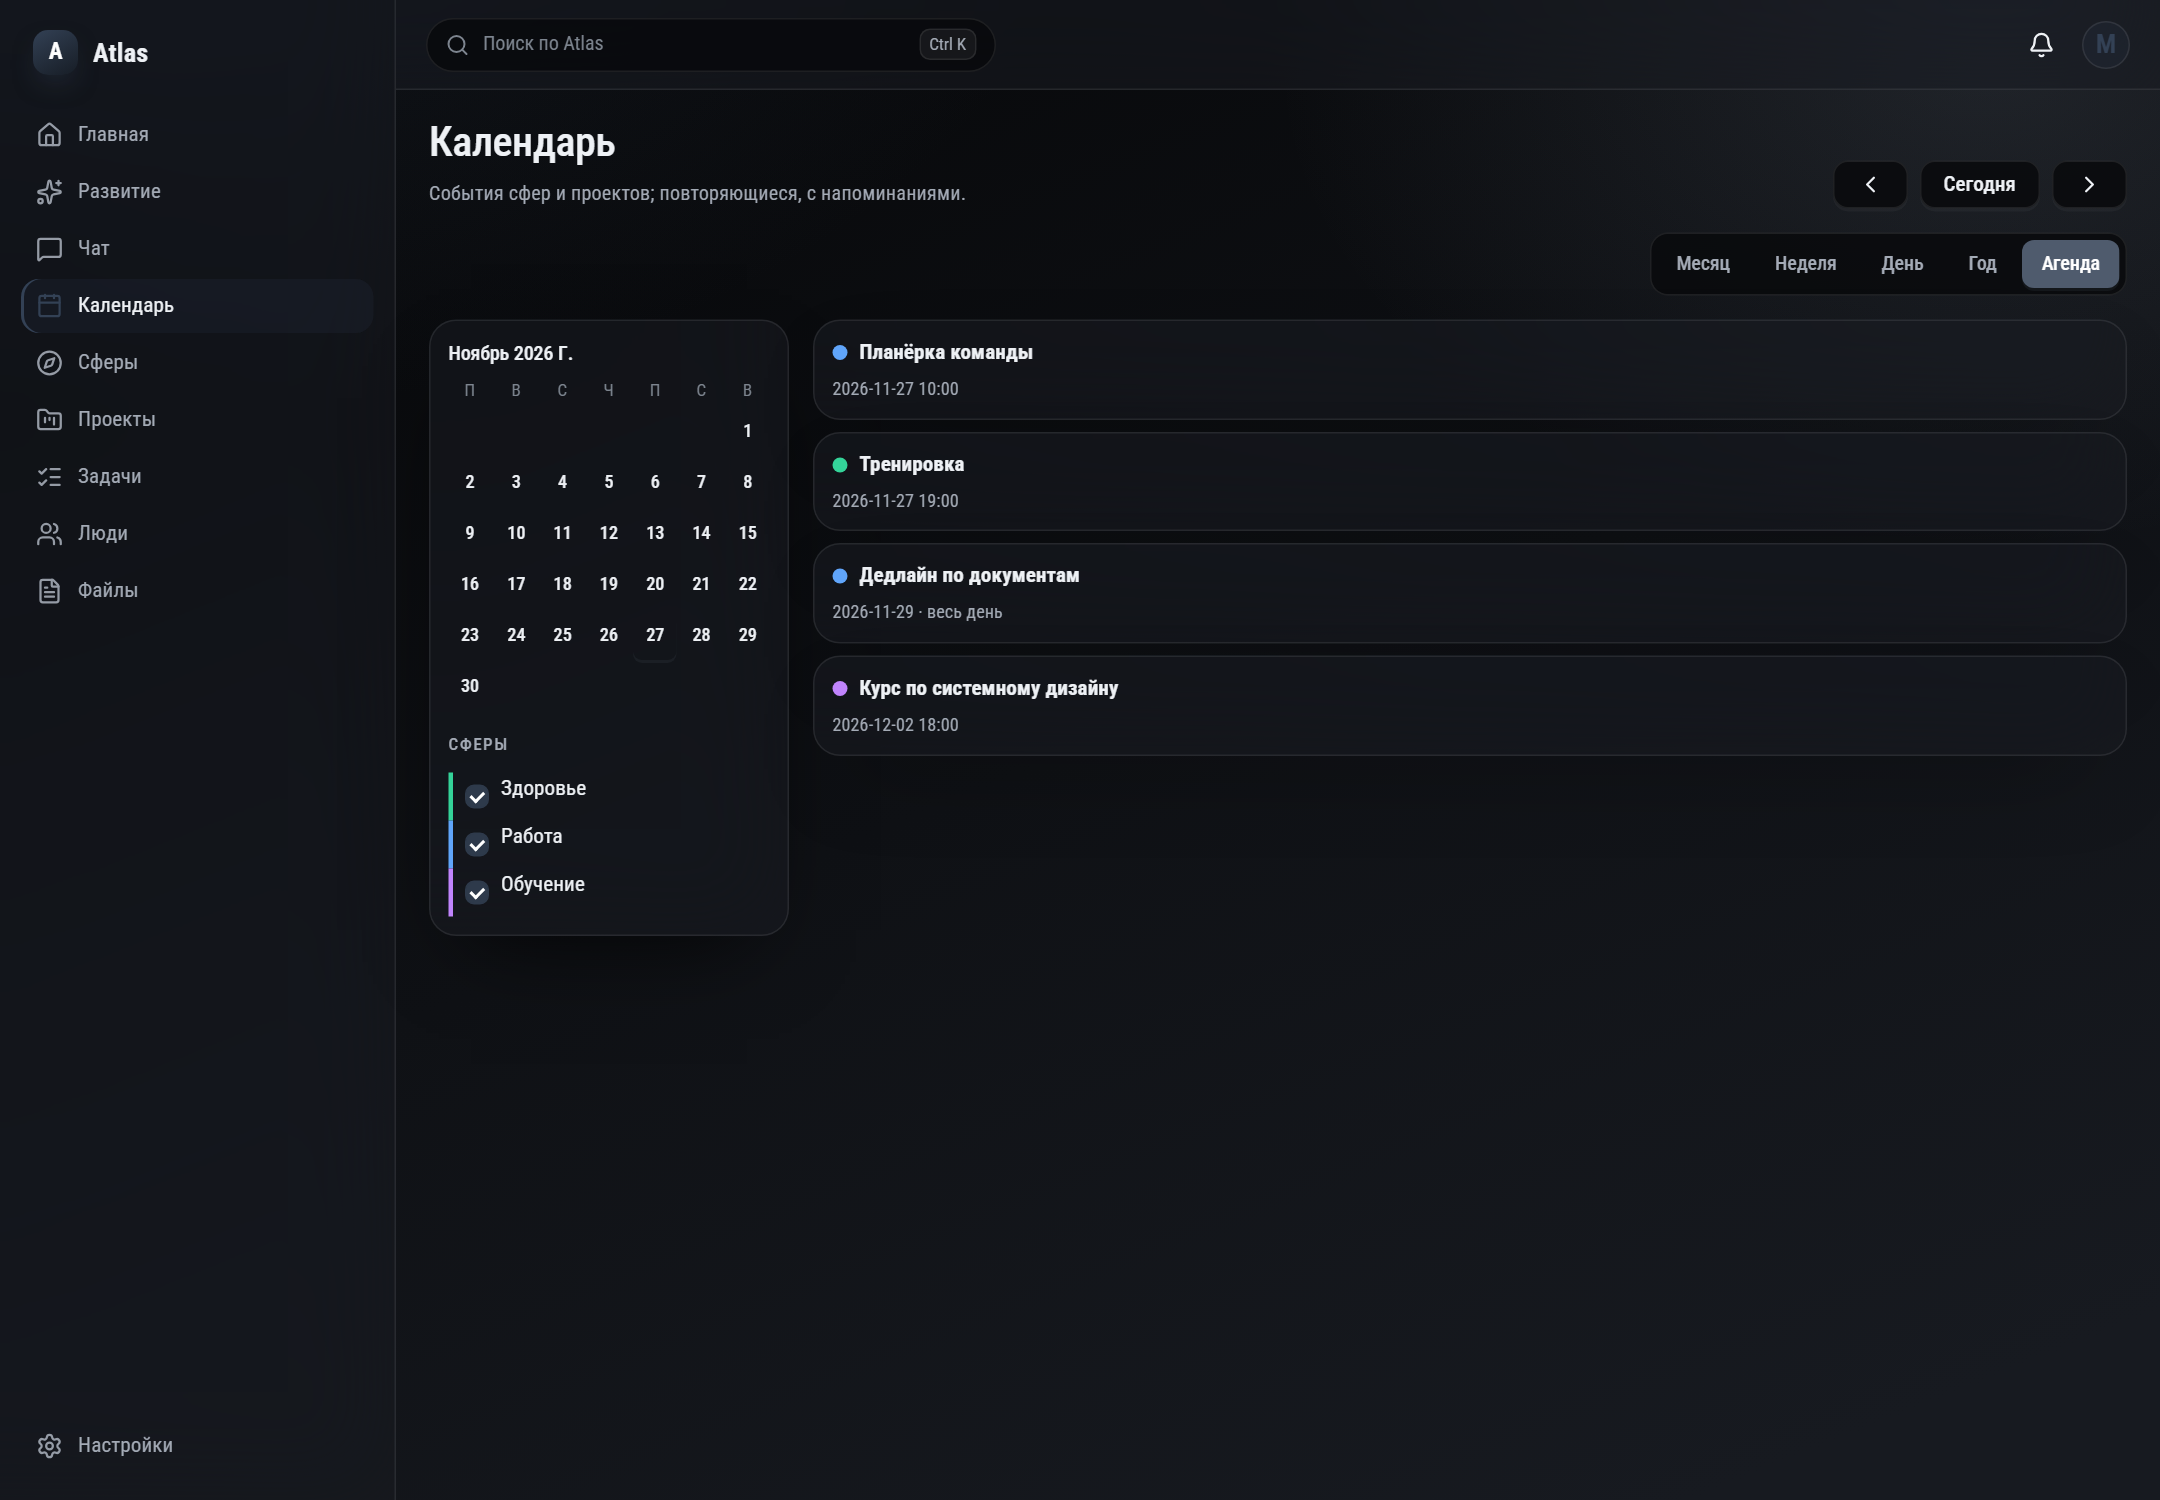 A Atlas
Главная
Развитие
Чат
Календарь
Сферы
Проекты
Задачи
Люди
Файлы
Настройки
Поиск по Atlas Ctrl K
M
Календарь
События сфер и проектов; повторяющиеся, с напоминаниями.
Сегодня
Месяц Неделя День Год Агенда
Ноябрь 2026 Г.
П В С Ч П С В
1
2 3 4 5 6 7 8
9 10 11 12 13 14 15
16 17 18 19 20 21 22
23 24 25 26 27 28 29
30
СФЕРЫ
Здоровье
Работа
Обучение
Планёрка команды
2026-11-27 10:00
Тренировка
2026-11-27 19:00
Дедлайн по документам
2026-11-29 · весь день
Курс по системному дизайну
2026-12-02 18:00